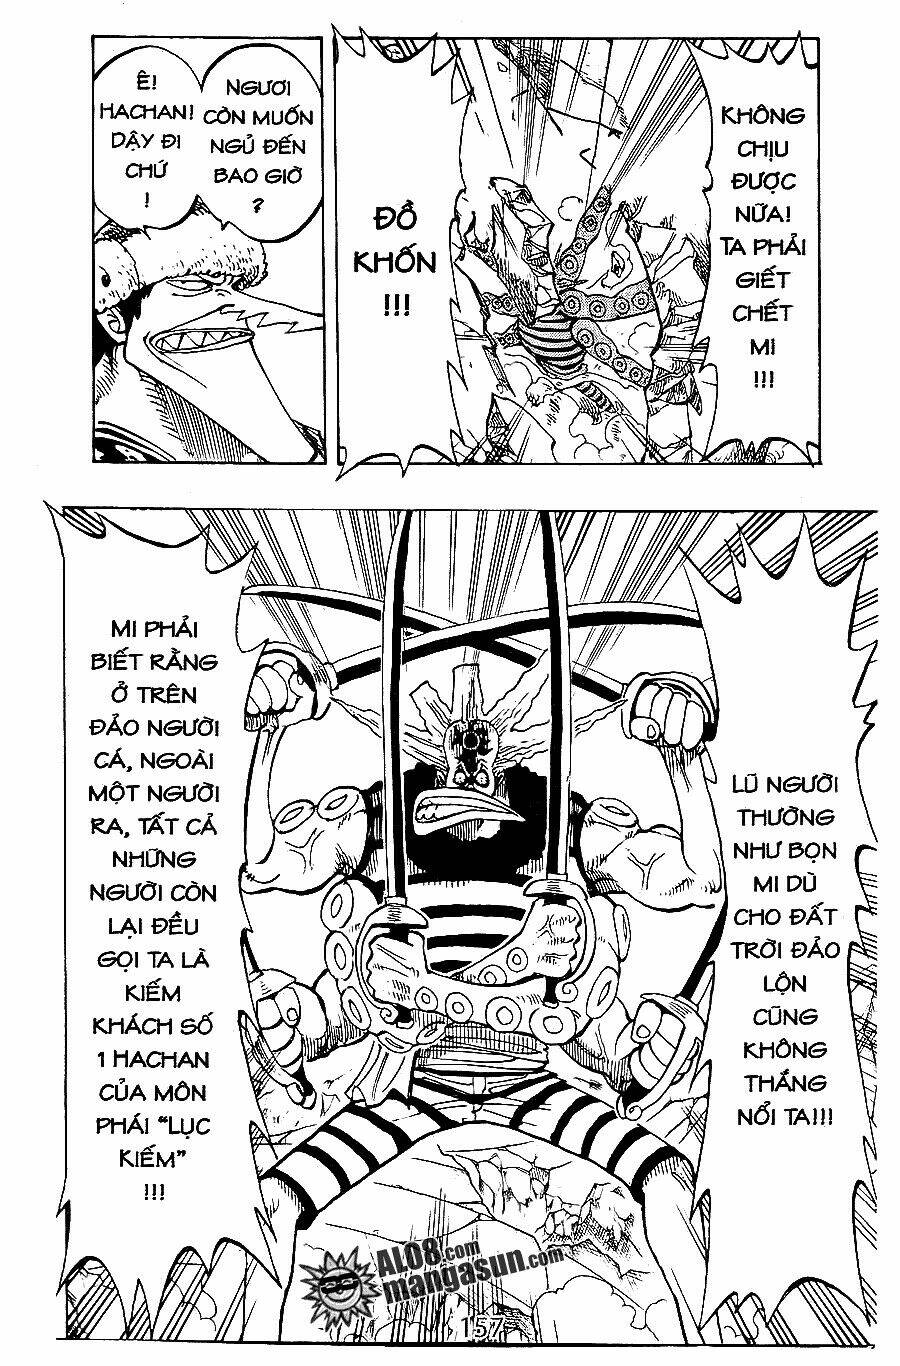 NGƯƠI
CÒN MUỐN
NGỦ ĐẾN
BAO GIỜ
?
Ê!
HACHAN!
DẬY ĐI
CHỨ
!
KHÔNG
CHỊU
ĐƯỢC
NỮA!
TA PHẢI
GIẾT
CHẾT
MI
!!!
ĐỒ
KHỐN
!!!
MI PHẢI
BIẾT RẰNG
Ở TRÊN
ĐẢO NGƯỜI
CÁ, NGOÀI
MỘT NGƯỜI
RA, TẤT CẢ
NHỮNG
NGƯỜI CÒN
LẠI ĐỀU
GỌI TA LÀ
KIẾM
KHÁCH SỐ
1 HACHAN
CỦA MÔN
PHÁI “LỤC
KIẾM”
!!!
LŨ NGƯỜI
THƯỜNG
NHƯ BỌN
MI DÙ
CHO ĐẤT
TRỜI ĐẢO
LỘN
CŨNG
KHÔNG
THẮNG
NỔI TA!!!
ALO8.com
mangasun.com
157